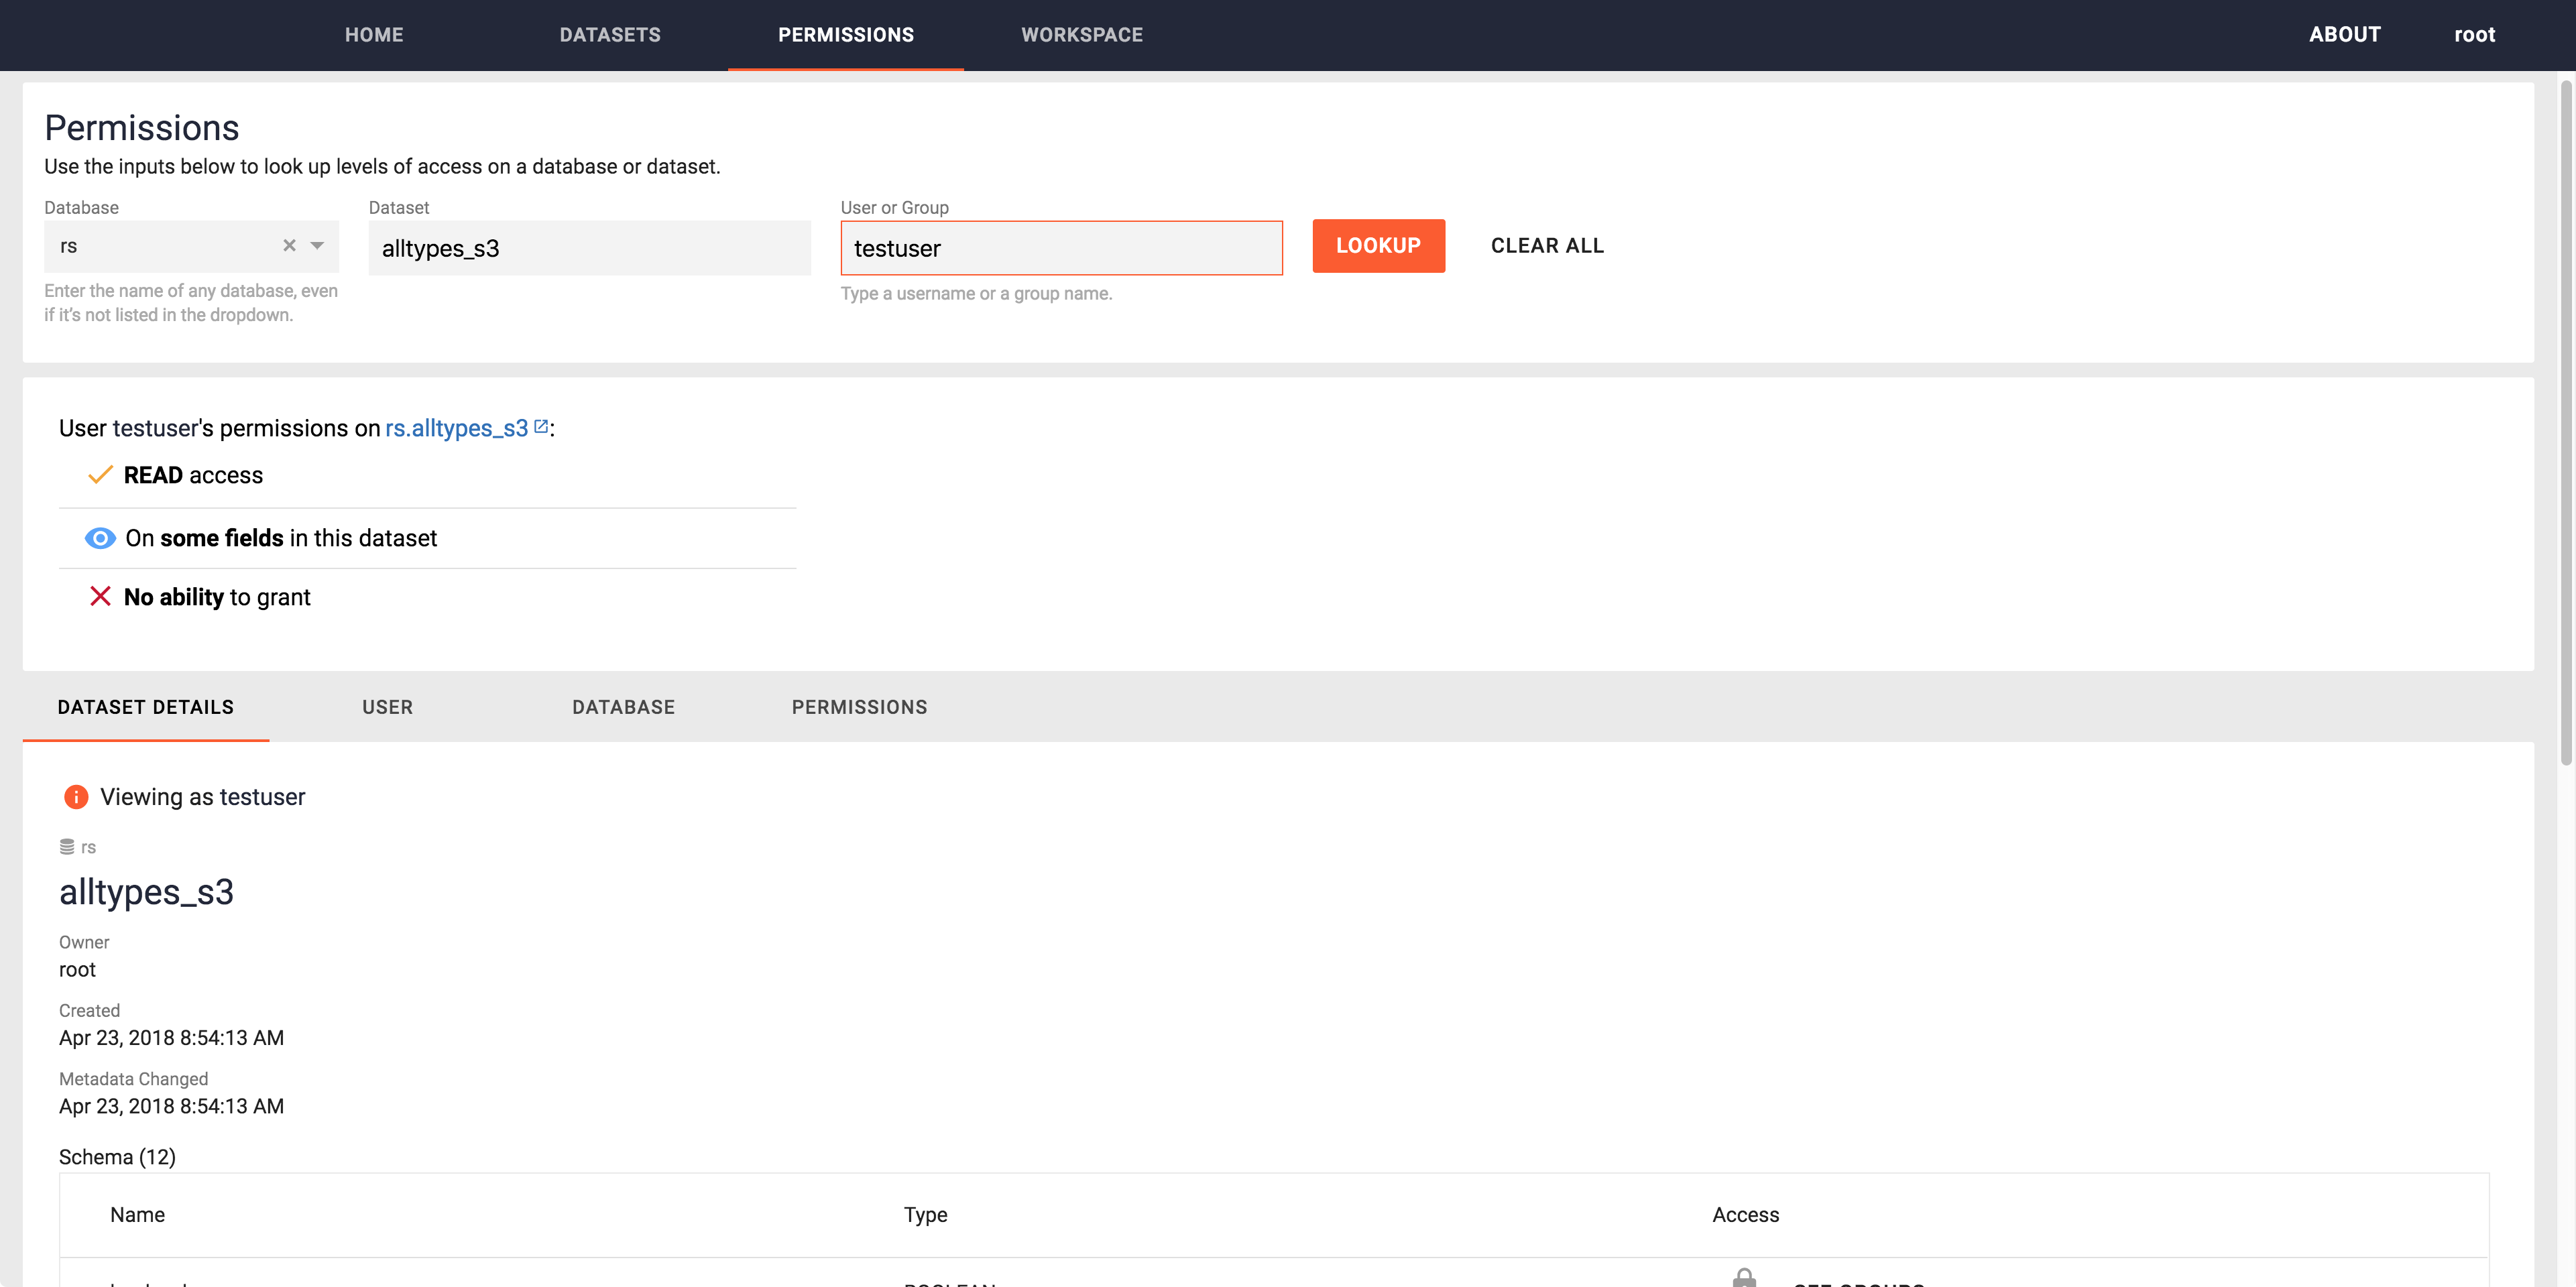 HOME DATASETS PERMISSIONS WORKSPACE ABOUT root
Permissions
Use the inputs below to look up levels of access on a database or dataset.
Database Dataset User or Group
rs alltypes_s3 testuser LOOKUP CLEAR ALL
Enter the name of any database, even
if it's not listed in the dropdown.
Type a username or a group name.
User testuser's permissions on rs.alltypes_s3 :
READ access
On some fields in this dataset
No ability to grant
DATASET DETAILS USER DATABASE PERMISSIONS
Viewing as testuser
rs
alltypes_s3
Owner
root
Created
Apr 23, 2018 8:54:13 AM
Metadata Changed
Apr 23, 2018 8:54:13 AM
Schema (12)
Name Type Access
BOOLEAN SEE GROUPS